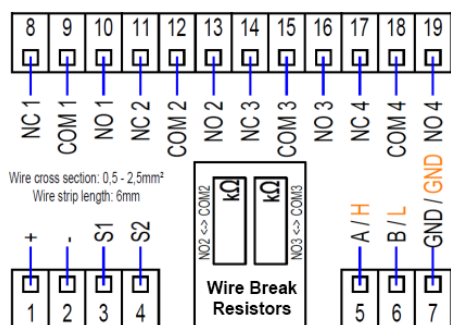 8 9 10 11 12 13 14 15 16 17 18 19
NC 1 COM 1 NO 1 NC 2 COM 2 NO 2 NC 3 COM 3 NO 3 NC 4 COM 4 NO 4
Wire cross section: 0,5 - 2,5mm²
Wire strip length: 6mm
+ - S1 S2
NO2 <> COM2 kΩ kΩ NO3 <> COM3
Wire Break
Resistors
A / H B / L GND / GND
1 2 3 4 5 6 7